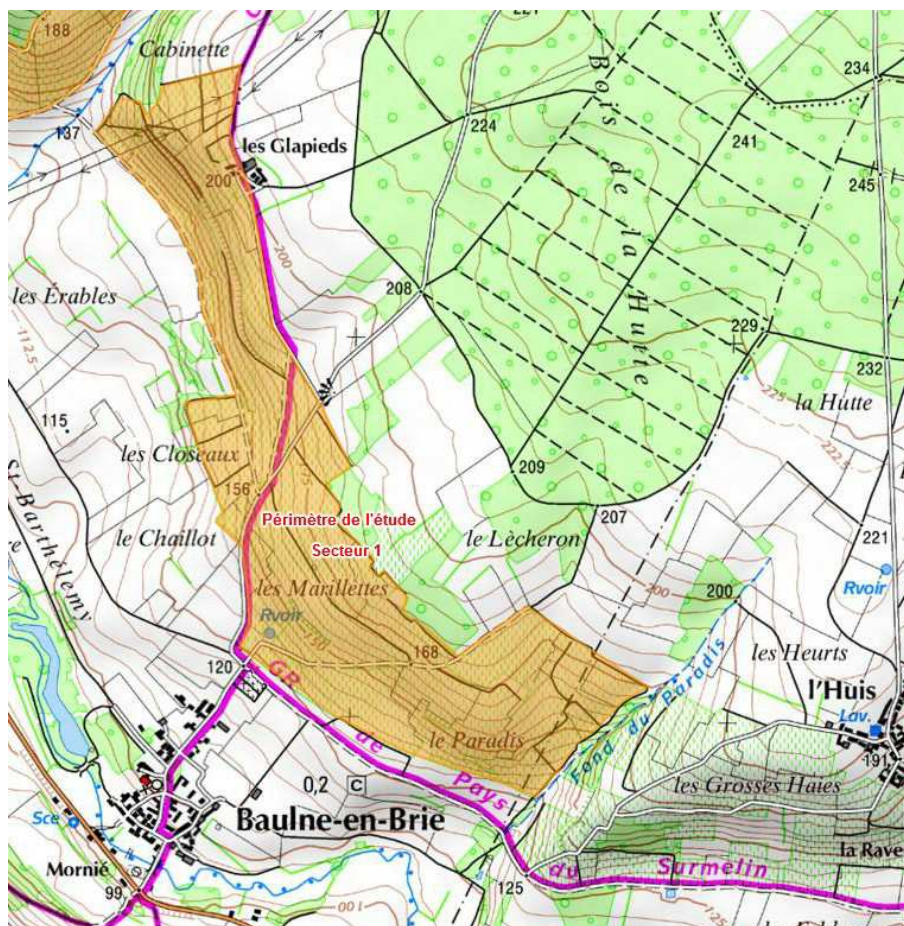 188
Cabinette
137
les Glapieds
200
200
224
234
241
245
Bois de la Hutte
208
229
232
les Érables
112.5
115
225
222.5
la Hutte
les Closeaux
175
156
209
207
221
St-Barthélemy
le Chaillot
Périmètre de l'étude
Secteur 1
le Lècheron
les Marillettes
Rvoir
Rvoir
200
200
120
168
les Heurts
l'Huis
Lav.
191
GR de Pays du Surmelin
le Paradis
Fond du Paradis
les Grosses Haies
0,2 C
Baulne-en-Brie
Sce
Mornié
99
100
125
la Rave
125